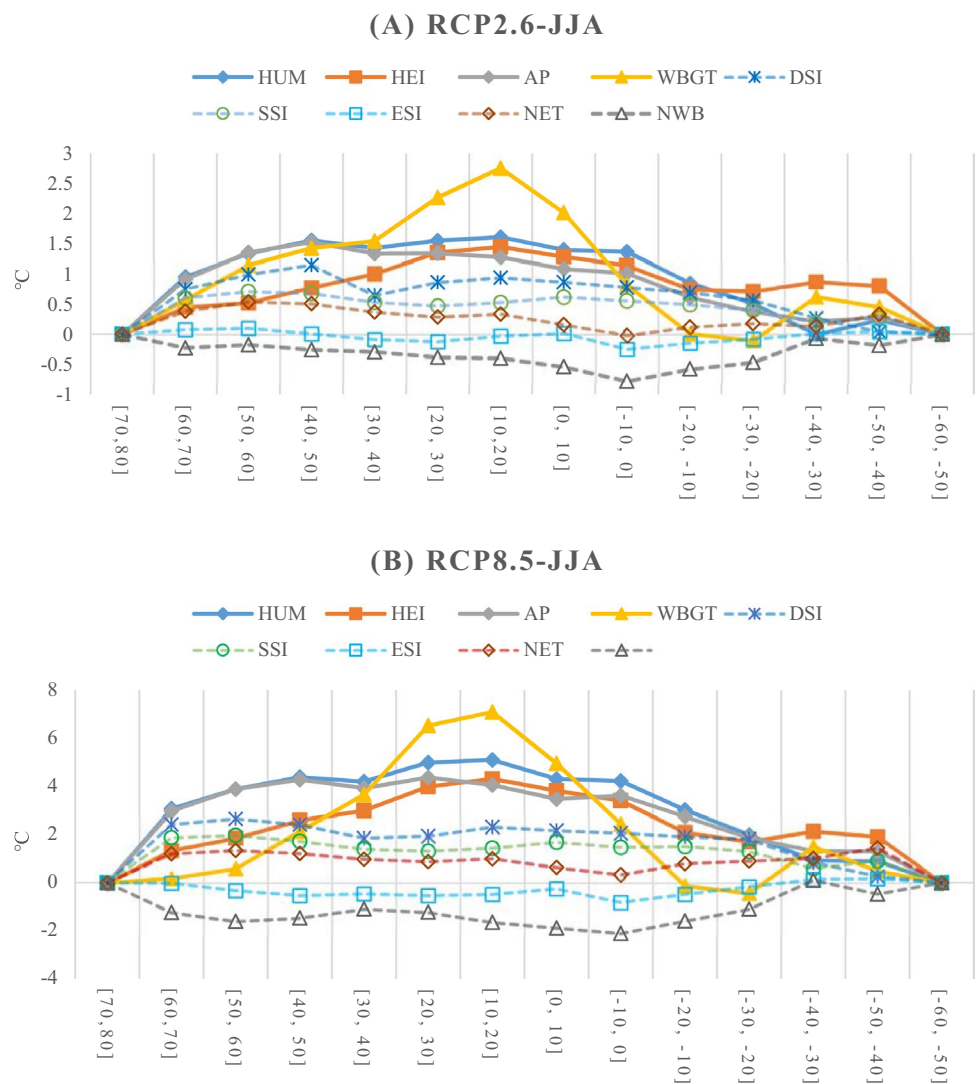 (A) RCP2.6-JJA
HUM HEI AP WBGT DSI
SSI ESI NET NWB
3
2.5
2
1.5
1
0.5
0
-0.5
-1
°C
[70,80] [60,70] [50, 60] [40, 50] [30, 40] [20, 30] [10,20] [0, 10] [-10, 0] [-20, -10] [-30, -20] [-40, -30] [-50, -40] [-60, -50]
(B) RCP8.5-JJA
HUM HEI AP WBGT DSI
SSI ESI NET
8
6
4
2
0
-2
-4
°C
[70,80] [60,70] [50, 60] [40, 50] [30, 40] [20, 30] [10,20] [0, 10] [-10, 0] [-20, -10] [-30, -20] [-40, -30] [-50, -40] [-60, -50]